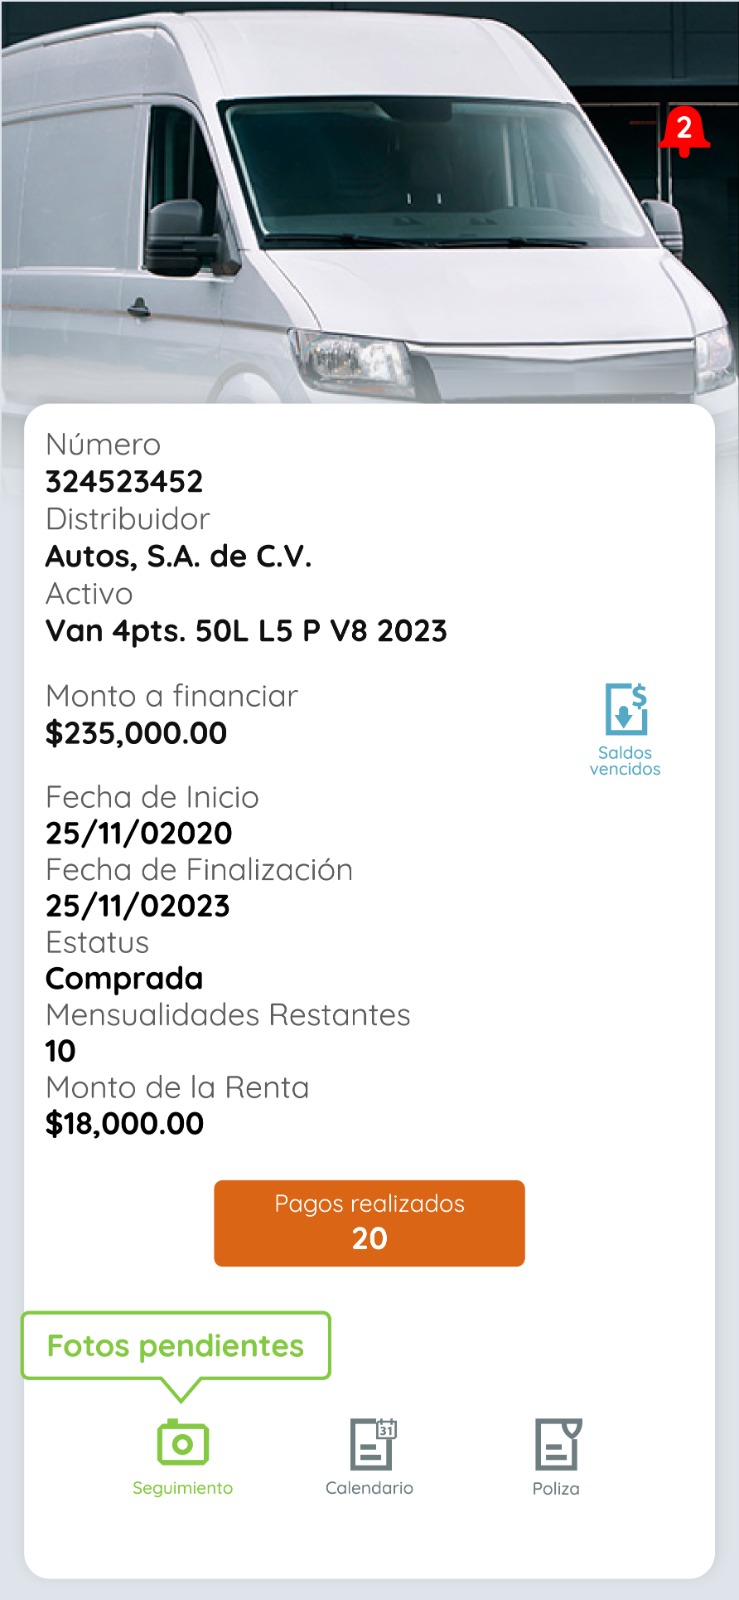 2
Número
324523452
Distribuidor
Autos, S.A. de C.V.
Activo
Van 4pts. 50L L5 P V8 2023
Monto a financiar
$235,000.00
$
Saldos
vencidos
Fecha de Inicio
25/11/02020
Fecha de Finalización
25/11/02023
Estatus
Comprada
Mensualidades Restantes
10
Monto de la Renta
$18,000.00
Pagos realizados
20
Fotos pendientes
31
Seguimiento
Calendario
Poliza